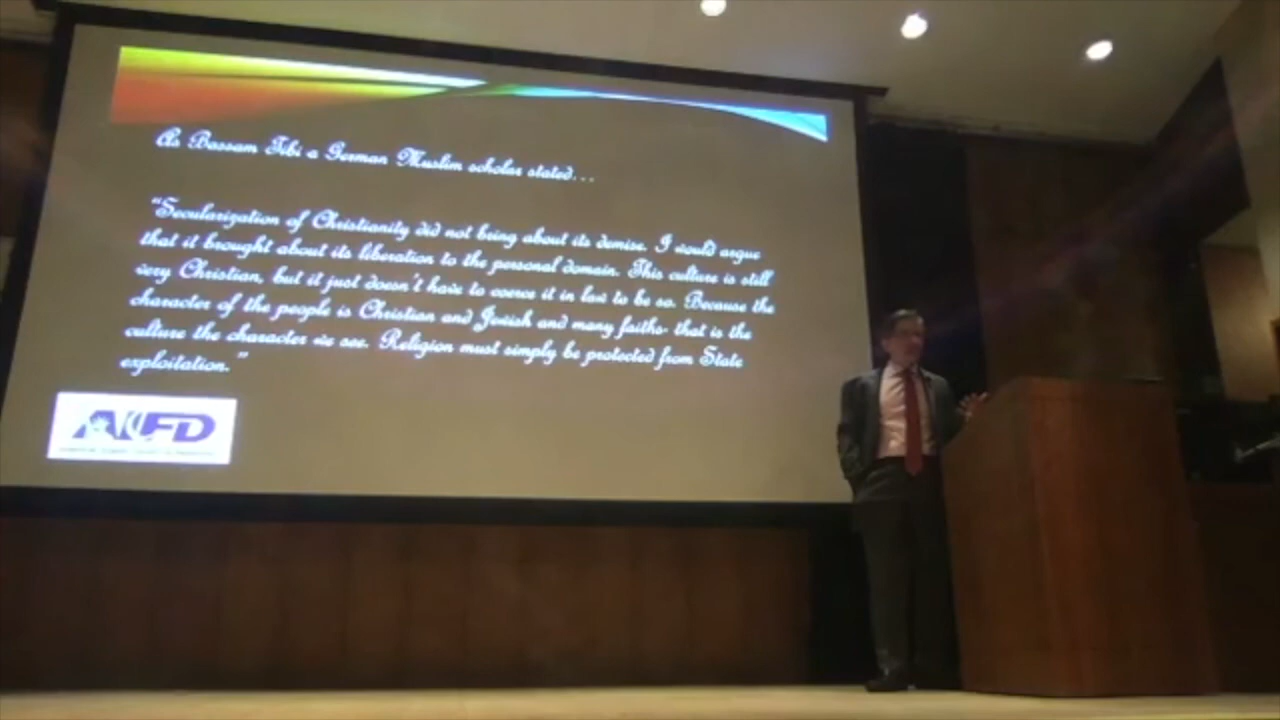 As Bassam Tibi a German Muslim scholar stated...
“Secularization of Christianity did not bring about its demise. I would argue
that it brought about its liberation to the personal domain. This culture is still
very Christian, but it just doesn’t have to coerce it in law to be so. Because the
character of the people is Christian and Jewish and many faiths- that is the
culture the character we see. Religion must simply be protected from State
exploitation.”
AIFD